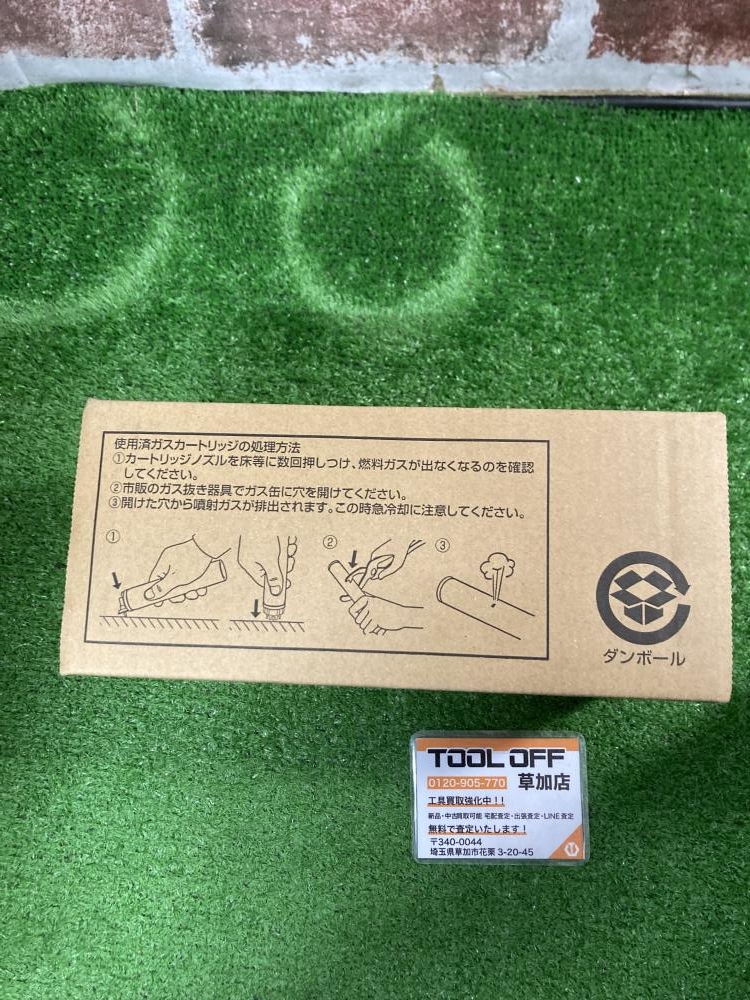 使用済ガスカートリッジの処理方法
①カートリッジノズルを床等に数回押しつけ、燃料ガスが出なくなるのを確認
してください。
②市販のガス抜き器具でガス缶に穴を開けてください。
③開けた穴から噴射ガスが排出されます。この時急冷却に注意してください。
① ② ③
ダンボール
TOOL OFF
0120-905-770 草加店
工具買取強化中！！
新品・中古買取可能 宅配査定・出張査定・LINE査定
無料で査定いたします！
〒340-0044
埼玉県草加市花栗 3-20-45